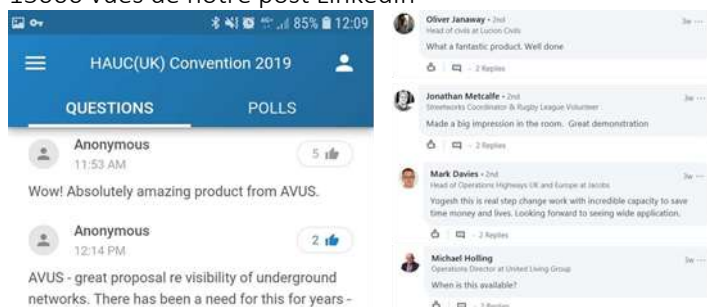 15000 vues de notre post LinkedIn
85% 12:09
HAUC(UK) Convention 2019
QUESTIONS
POLLS
Anonymous
11:53 AM
5
Wow! Absolutely amazing product from AVUS.
Anonymous
12:14 PM
2
AVUS - great proposal re visibility of underground
networks. There has been a need for this for years -
Oliver Janaway • 2nd
3w ...
Head of civils at Lucion Civils
What a fantastic product. Well done
2 Replies
Jonathan Metcalfe • 2nd
3w ...
Streetworks Coordinator & Rugby League Volunteer
Made a big impression in the room. Great demonstration
2 Replies
Mark Davies • 2nd
3w ...
Head of Operations Highways UK and Europe at Jacobs
Yogesh this is real step change work with incredible capacity to save
time money and lives. Looking forward to seeing wide application.
2 Replies
Michael Holling
3w ...
Operations Director at United Living Group
When is this available?
2 Replies